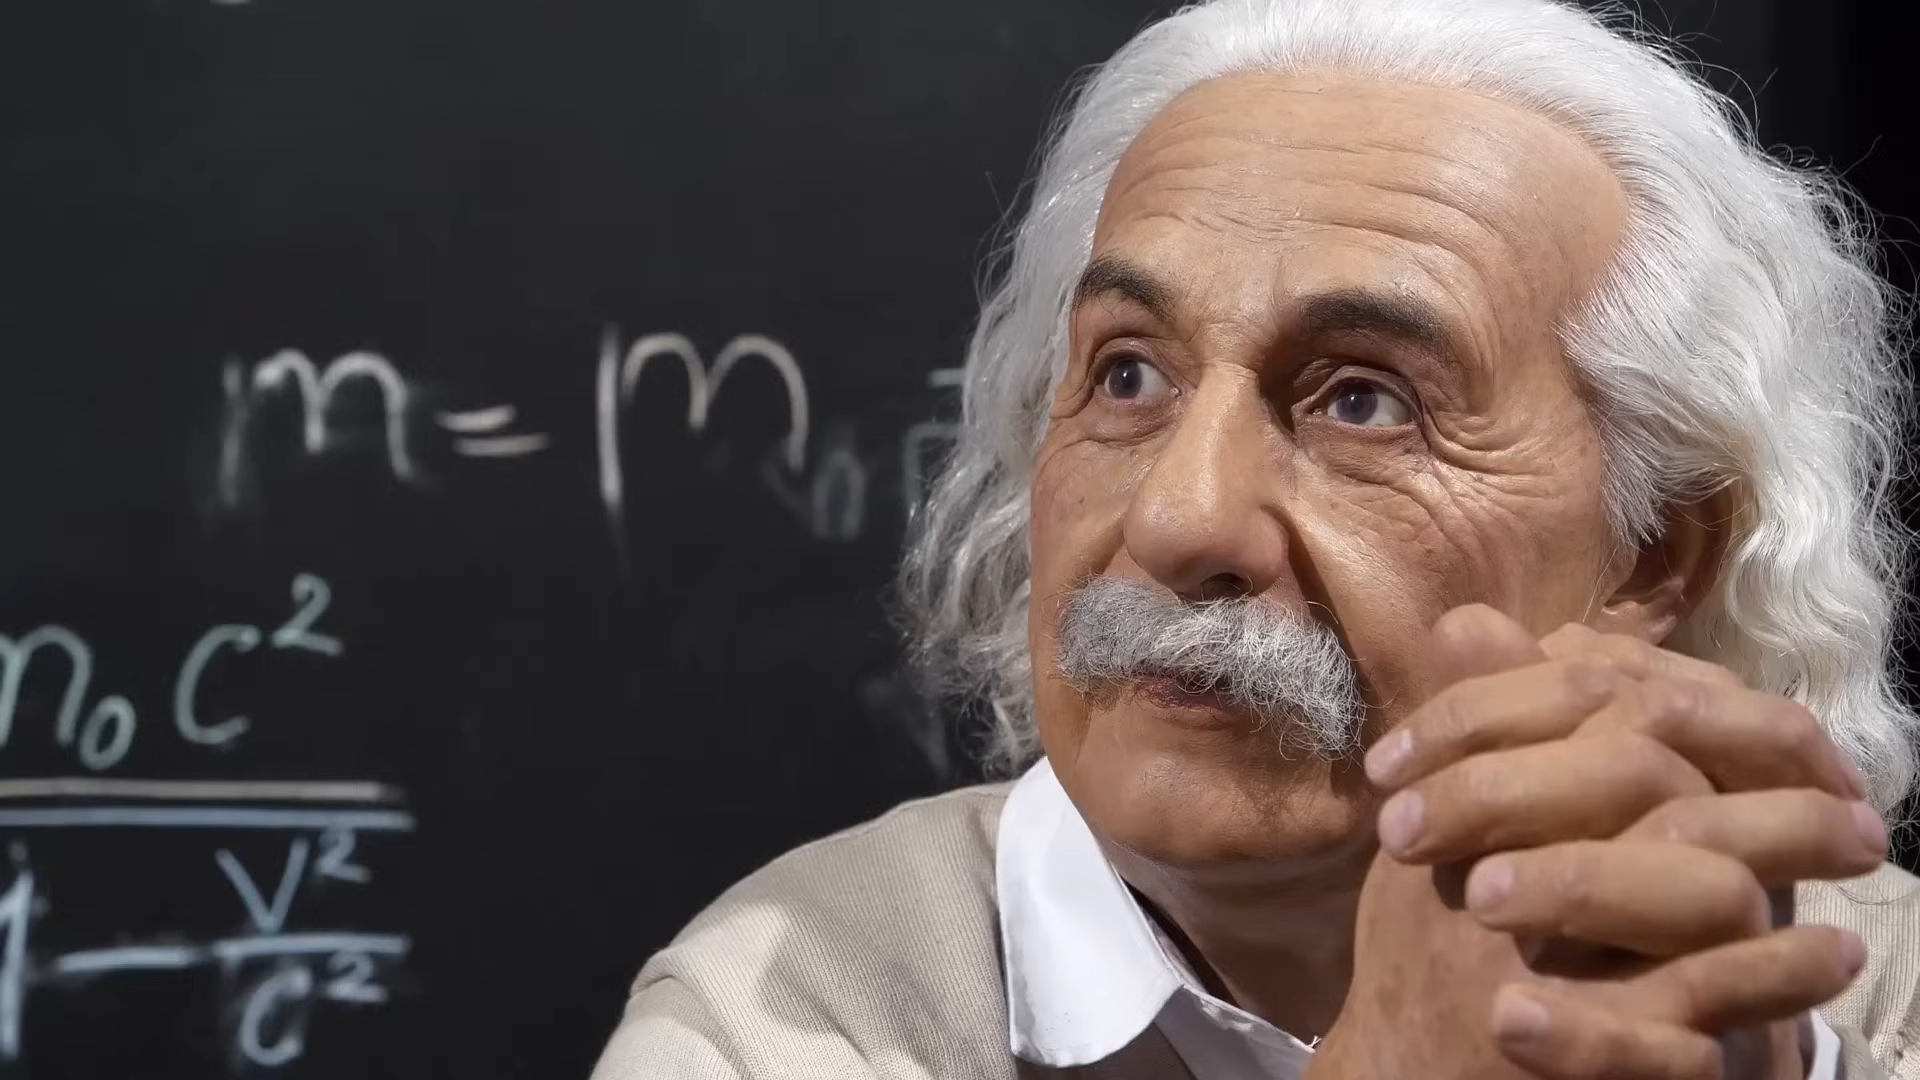 m = m₀
m₀c²
1 - v²
c²